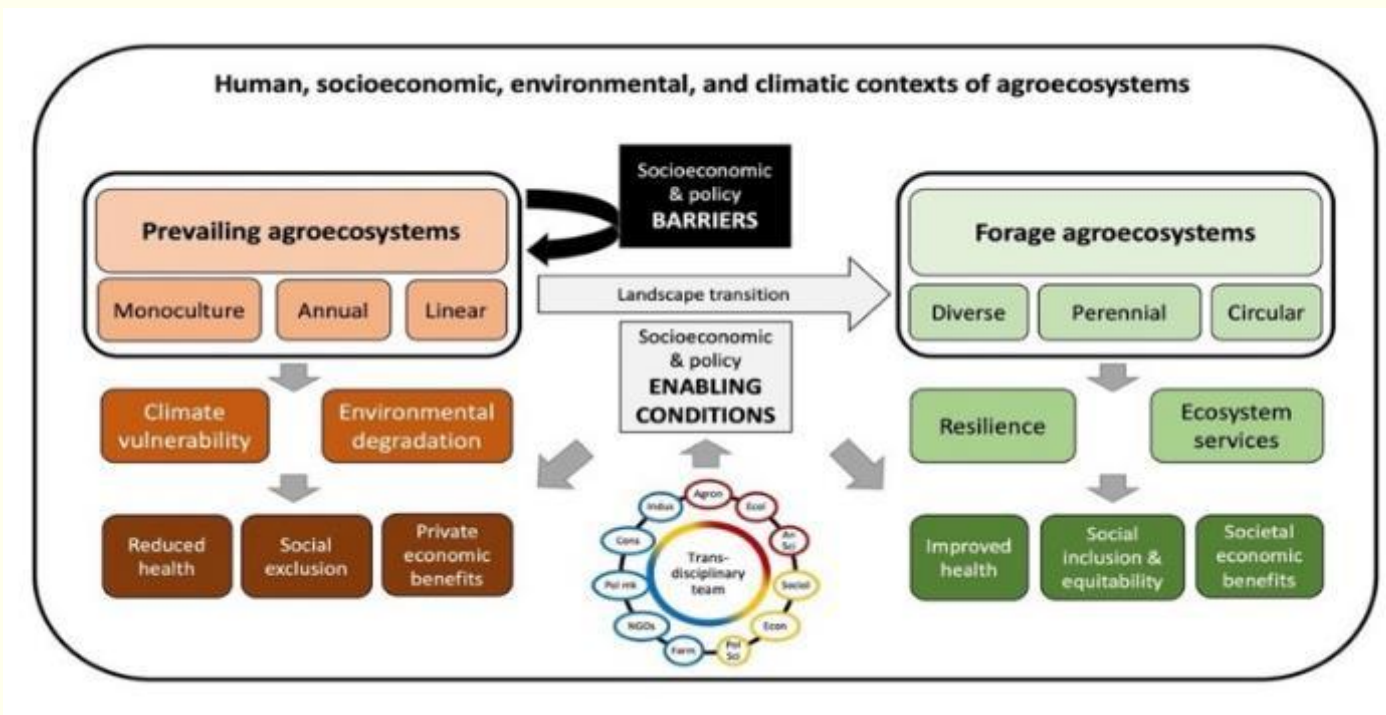 Human, socioeconomic, environmental, and climatic contexts of agroecosystems
Prevailing agroecosystems
Monoculture
Annual
Linear
Climate
vulnerability
Environmental
degradation
Reduced
health
Social
exclusion
Private
economic
benefits
Socioeconomic
& policy
BARRIERS
Landscape transition
Socioeconomic
& policy
ENABLING
CONDITIONS
Trans-
disciplinary
team
Agron
Ecol
An
Sci
Social
Econ
Pol
Sci
Farm
NGOs
Pol mk
Cons
Indus
Forage agroecosystems
Diverse
Perennial
Circular
Resilience
Ecosystem
services
Improved
health
Social
inclusion &
equitability
Societal
economic
benefits